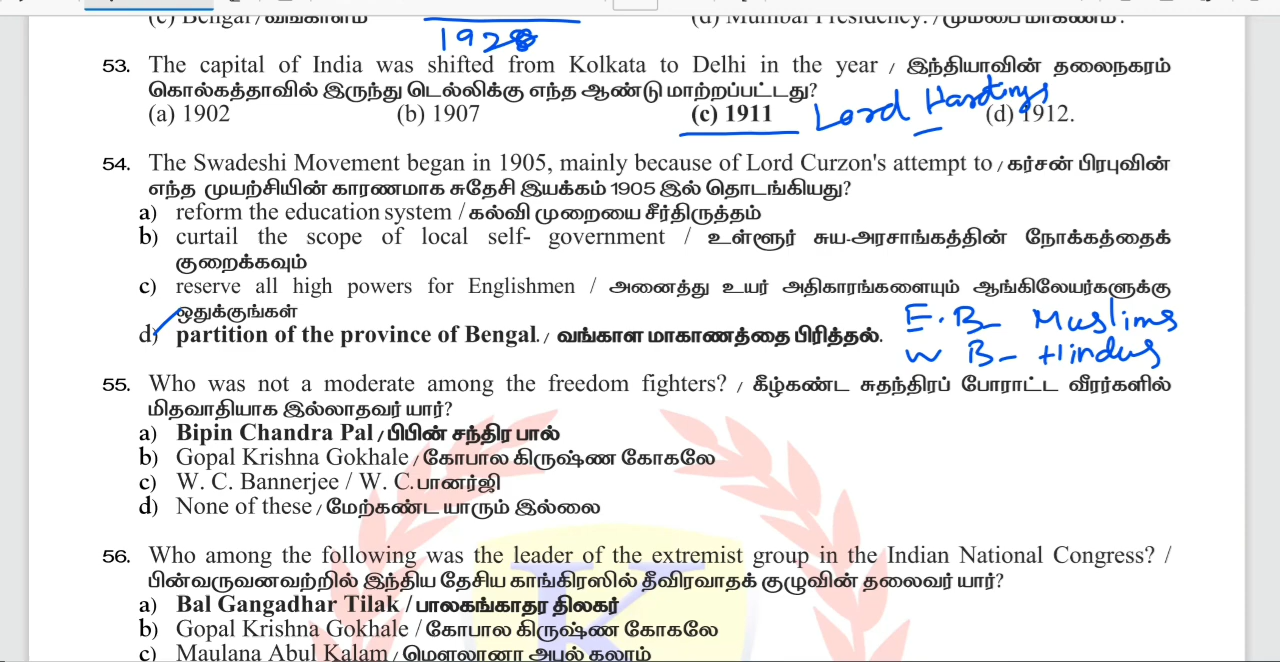 (c) Bengal / வங்காளம் (d) Mumbai Presidency. / மும்பை மாகாணம்.
1928
53. The capital of India was shifted from Kolkata to Delhi in the year / இந்தியாவின் தலைநகரம்
கொல்கத்தாவில் இருந்து டெல்லிக்கு எந்த ஆண்டு மாற்றப்பட்டது?
(a) 1902 (b) 1907 (c) 1911 Lord Hardings (d) 1912.
54. The Swadeshi Movement began in 1905, mainly because of Lord Curzon's attempt to / கர்சன் பிரபுவின்
எந்த முயற்சியின் காரணமாக சுதேசி இயக்கம் 1905 இல் தொடங்கியது?
a) reform the education system / கல்வி முறையை சீர்திருத்தம்
b) curtail the scope of local self- government / உள்ளூர் சுய-அரசாங்கத்தின் நோக்கத்தைக்
குறைக்கவும்
c) reserve all high powers for Englishmen / அனைத்து உயர் அதிகாரங்களையும் ஆங்கிலேயர்களுக்கு
ஒதுக்குங்கள்
d) partition of the province of Bengal. / வங்காள மாகாணத்தை பிரித்தல். E.B – Muslims
W B – Hindus
55. Who was not a moderate among the freedom fighters? / கீழ்கண்ட சுதந்திரப் போராட்ட வீரர்களில்
மிதவாதியாக இல்லாதவர் யார்?
a) Bipin Chandra Pal / பிபின் சந்திர பால்
b) Gopal Krishna Gokhale / கோபால கிருஷ்ண கோகலே
c) W. C. Bannerjee / W. C.பானர்ஜி
d) None of these / மேற்கண்ட யாரும் இல்லை
56. Who among the following was the leader of the extremist group in the Indian National Congress? /
பின்வருவனவற்றில் இந்திய தேசிய காங்கிரஸில் தீவிரவாதக் குழுவின் தலைவர் யார்?
a) Bal Gangadhar Tilak / பாலகங்காதர திலகர்
b) Gopal Krishna Gokhale / கோபால கிருஷ்ண கோகலே
c) Maulana Abul Kalam / மௌலானா அபுல் கலாம்